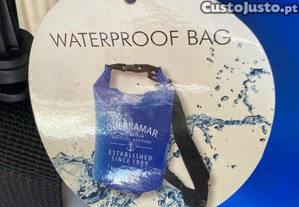 CustoJusto.pt
WATERPROOF BAG
QUEBRAMAR
ESTABLISHED
SINCE 1989